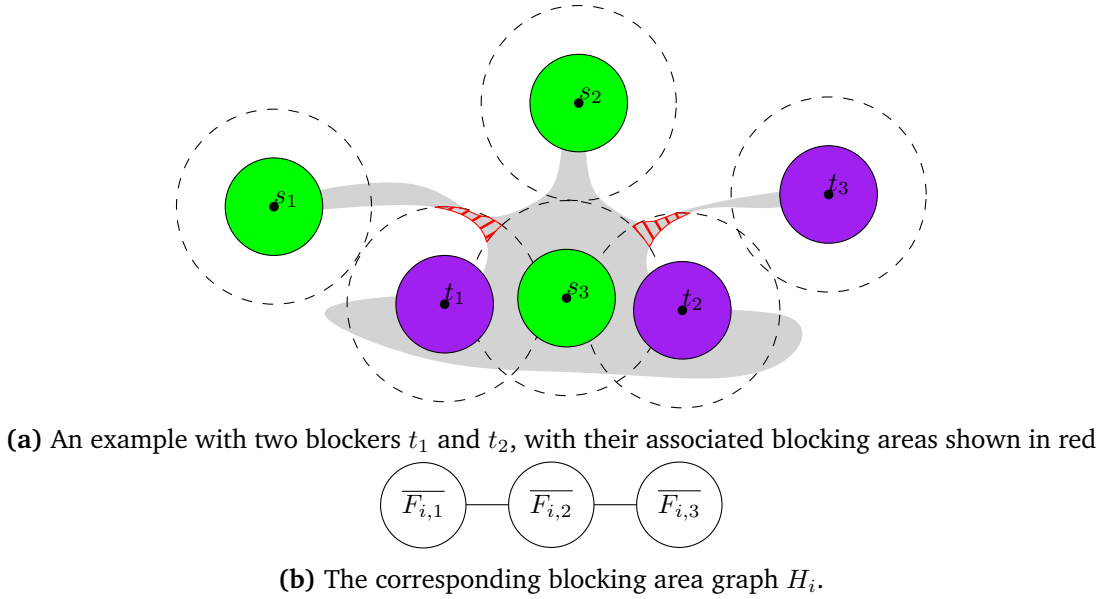 s₂
s₁ t₃
t₁ s₃ t₂
(a) An example with two blockers t₁ and t₂, with their associated blocking areas shown in red
F̅ᵢ,₁ F̅ᵢ,₂ F̅ᵢ,₃
(b) The corresponding blocking area graph Hᵢ.